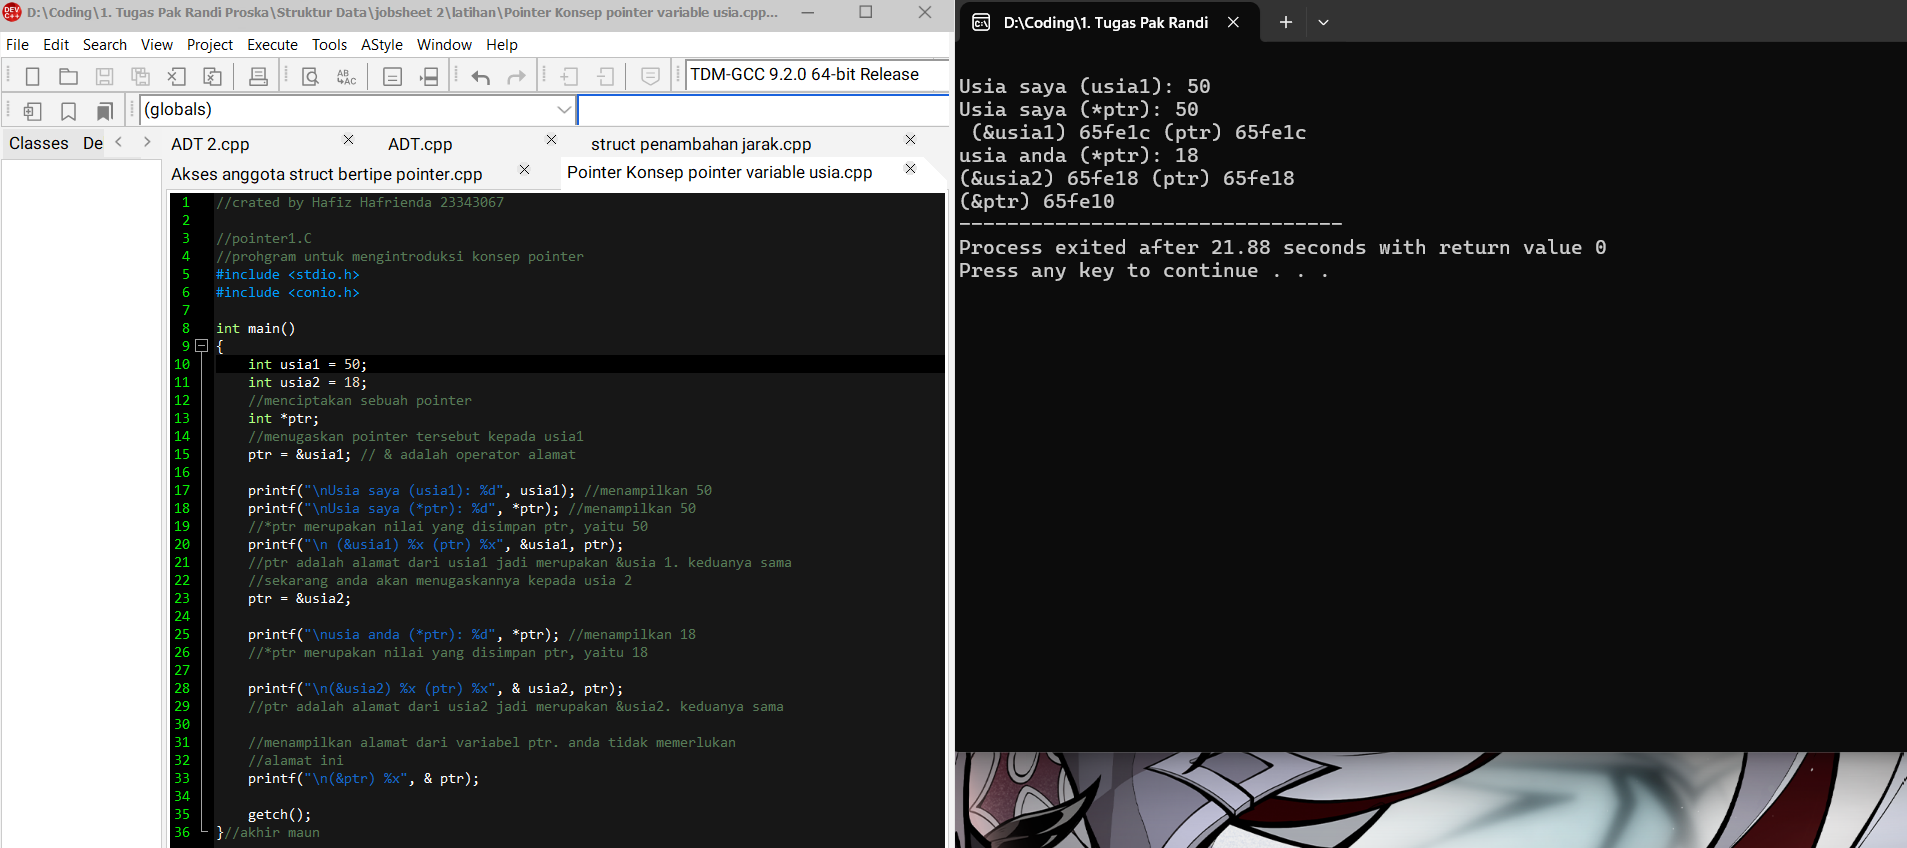 D:\Coding\1. Tugas Pak Randi Proska\Struktur Data\jobsheet 2\latihan\Pointer Konsep pointer variable usia.cpp...
File Edit Search View Project Execute Tools AStyle Window Help
TDM-GCC 9.2.0 64-bit Release
(globals)
Classes De
ADT 2.cpp ADT.cpp struct penambahan jarak.cpp
Akses anggota struct bertipe pointer.cpp Pointer Konsep pointer variable usia.cpp
1 //crated by Hafiz Hafrienda 23343067
2
3 //pointer1.C
4 //prohgram untuk mengintroduksi konsep pointer
5 #include <stdio.h>
6 #include <conio.h>
7
8 int main()
9 {
10 int usia1 = 50;
11 int usia2 = 18;
12 //menciptakan sebuah pointer
13 int *ptr;
14 //menugaskan pointer tersebut kepada usia1
15 ptr = &usia1; // & adalah operator alamat
16
17 printf("\nUsia saya (usia1): %d", usia1); //menampilkan 50
18 printf("\nUsia saya (*ptr): %d", *ptr); //menampilkan 50
19 //*ptr merupakan nilai yang disimpan ptr, yaitu 50
20 printf("\n (&usia1) %x (ptr) %x", &usia1, ptr);
21 //ptr adalah alamat dari usia1 jadi merupakan &usia 1. keduanya sama
22 //sekarang anda akan menugaskannya kepada usia 2
23 ptr = &usia2;
24
25 printf("\nusia anda (*ptr): %d", *ptr); //menampilkan 18
26 //*ptr merupakan nilai yang disimpan ptr, yaitu 18
27
28 printf("\n(&usia2) %x (ptr) %x", & usia2, ptr);
29 //ptr adalah alamat dari usia2 jadi merupakan &usia2. keduanya sama
30
31 //menampilkan alamat dari variabel ptr. anda tidak memerlukan
32 //alamat ini
33 printf("\n(&ptr) %x", & ptr);
34
35 getch();
36 }//akhir maun
D:\Coding\1. Tugas Pak Randi
Usia saya (usia1): 50
Usia saya (*ptr): 50
(&usia1) 65fe1c (ptr) 65fe1c
usia anda (*ptr): 18
(&usia2) 65fe18 (ptr) 65fe18
(&ptr) 65fe10
--------------------------------
Process exited after 21.88 seconds with return value 0
Press any key to continue . . .